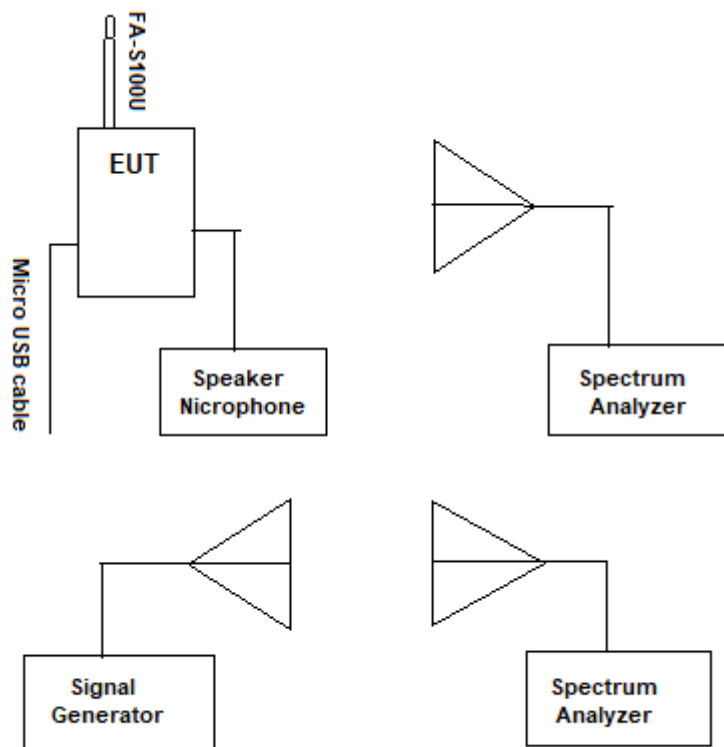 FA-S100U
EUT
Micro USB cable
Speaker
Nicrophone
Spectrum
Analyzer
Signal
Generator
Spectrum
Analyzer